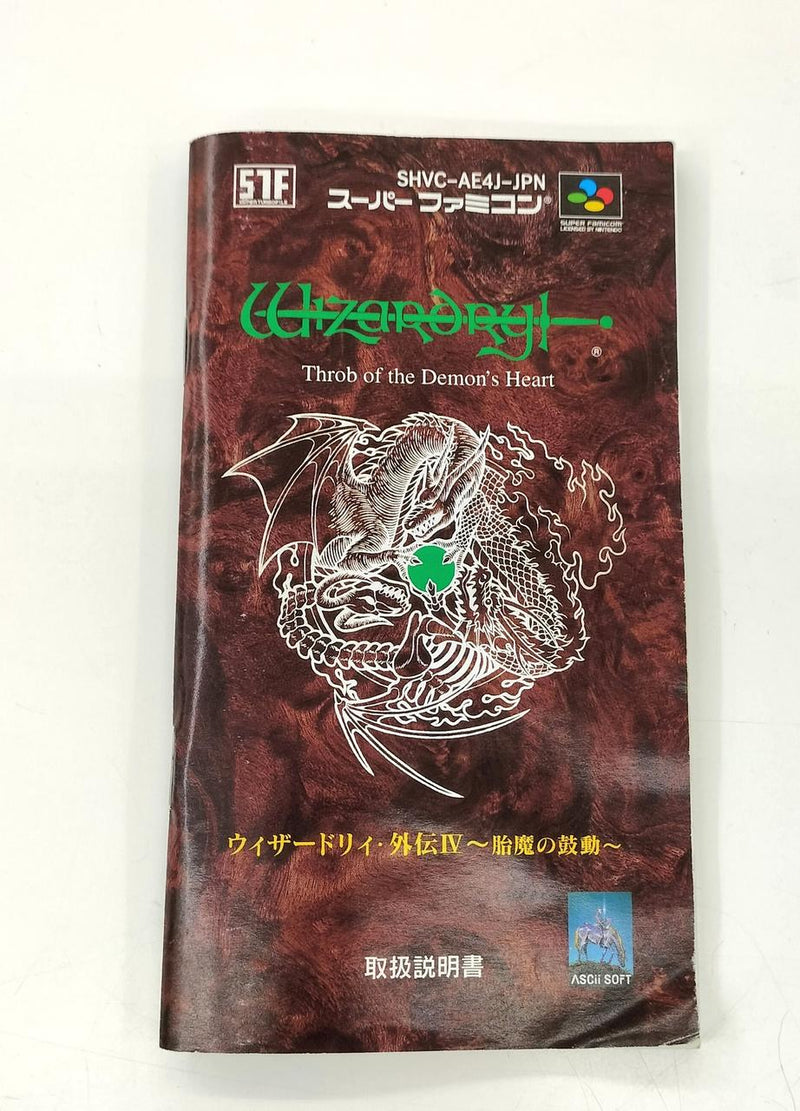 STF
SHVC-AE4J-JPN
スーパーファミコン®
SUPER FAMICOM
LICENSED BY NINTENDO
Wizardry
®
Throb of the Demon's Heart
ウィザードリィ・外伝IV～胎魔の鼓動～
取扱説明書
ASCII SOFT